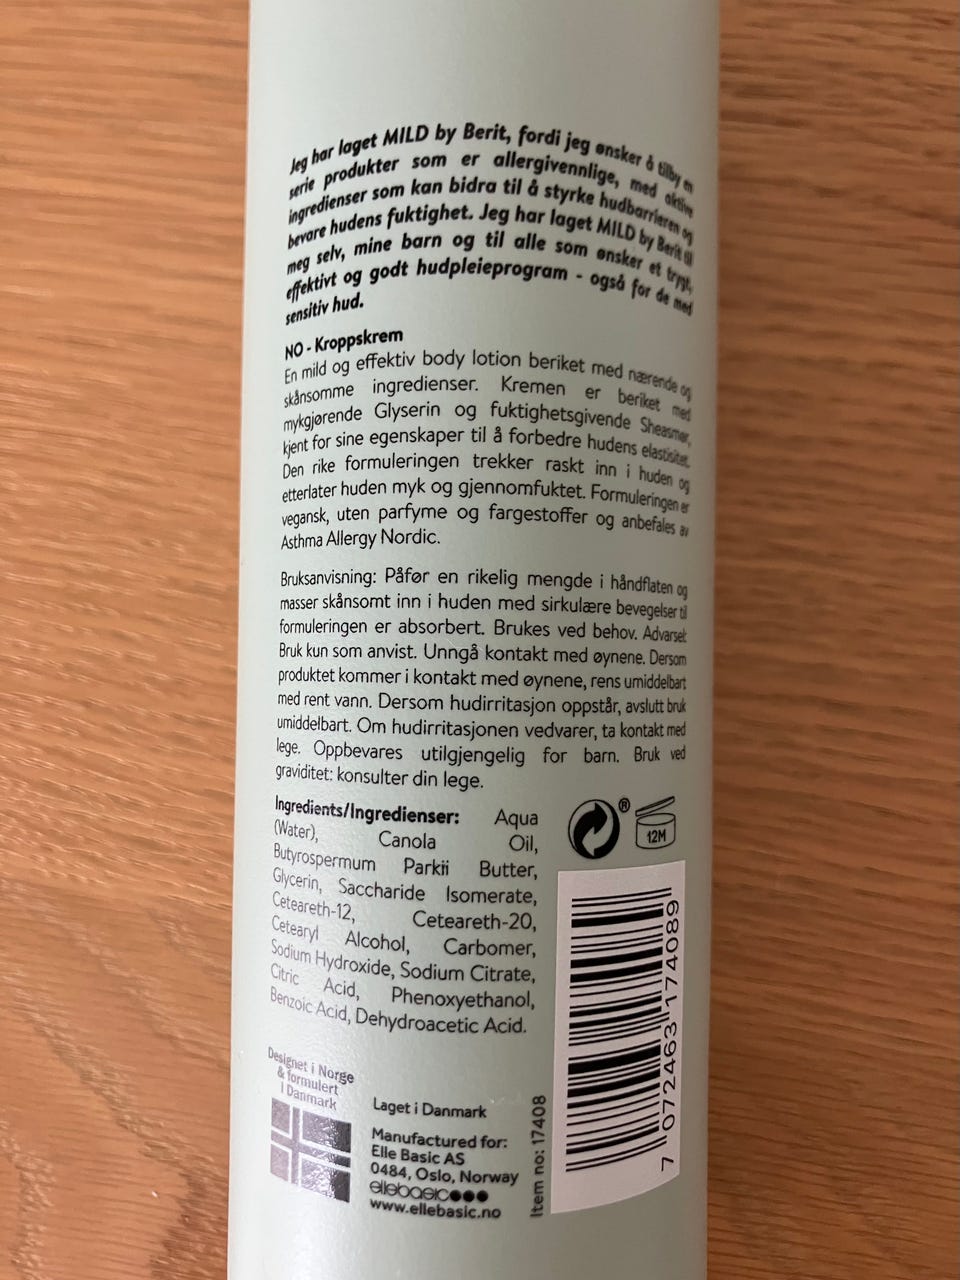 Jeg har laget MILD by Berit, fordi jeg ønsker å tilby en
serie produkter som er allergivennlige, med aktive
ingredienser som kan bidra til å styrke hudbarrieren og
bevare hudens fuktighet. Jeg har laget MILD by Berit til
meg selv, mine barn og til alle som ønsker et trygt,
effektivt og godt hudpleieprogram - også for de med
sensitiv hud.
NO - Kroppskrem
En mild og effektiv body lotion beriket med nærende og
skånsomme ingredienser. Kremen er beriket med
mykgjørende Glyserin og fuktighetsgivende Sheasmør,
kjent for sine egenskaper til å forbedre hudens elastisitet.
Den rike formuleringen trekker raskt inn i huden og
etterlater huden myk og gjennomfuktet. Formuleringen er
vegansk, uten parfyme og fargestoffer og anbefales av
Asthma Allergy Nordic.
Bruksanvisning: Påfør en rikelig mengde i håndflaten og
masser skånsomt inn i huden med sirkulære bevegelser til
formuleringen er absorbert. Brukes ved behov. Advarsel:
Bruk kun som anvist. Unngå kontakt med øynene. Dersom
produktet kommer i kontakt med øynene, rens umiddelbart
med rent vann. Dersom hudirritasjon oppstår, avslutt bruk
umiddelbart. Om hudirritasjonen vedvarer, ta kontakt med
lege. Oppbevares utilgjengelig for barn. Bruk ved
graviditet: konsulter din lege.
Ingredients/Ingredienser: Aqua
(Water), Canola Oil,
Butyrospermum Parkii Butter,
Glycerin, Saccharide Isomerate,
Ceteareth-12, Ceteareth-20,
Cetearyl Alcohol, Carbomer,
Sodium Hydroxide, Sodium Citrate,
Citric Acid, Phenoxyethanol,
Benzoic Acid, Dehydroacetic Acid.
®
12M
7 072463 174089
Item no: 17408
Designet i Norge
& formulert
i Danmark
Laget i Danmark
Manufactured for:
Elle Basic AS
0484, Oslo, Norway
ellebasic
www.ellebasic.no